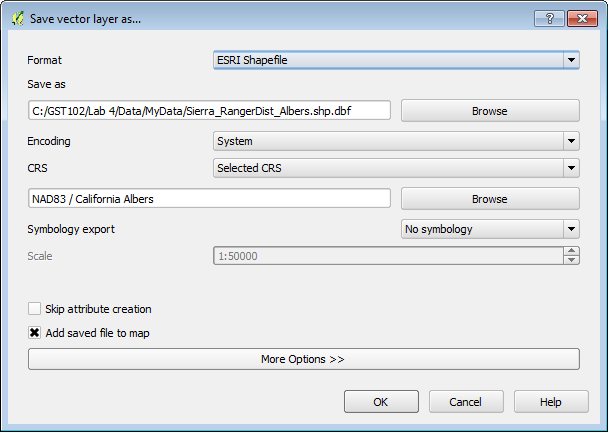 Save vector layer as...
Format ESRI Shapefile
Save as
C:/GST102/Lab 4/Data/MyData/Sierra_RangerDist_Albers.shp.dbf Browse
Encoding System
CRS Selected CRS
NAD83 / California Albers Browse
Symbology export No symbology
Scale 1:50000
Skip attribute creation
Add saved file to map
More Options >>
OK Cancel Help